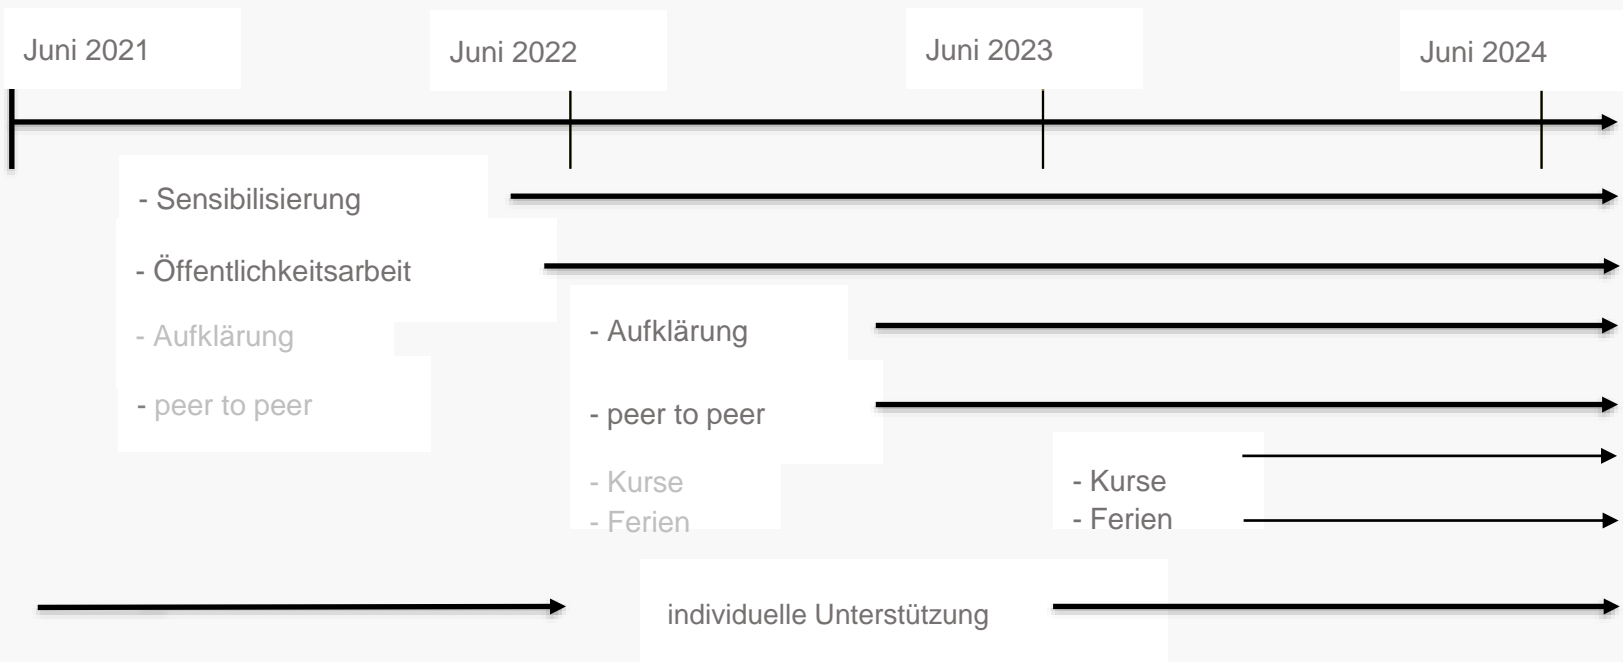 Juni 2021
Juni 2022
Juni 2023
Juni 2024
- Sensibilisierung
- Öffentlichkeitsarbeit
- Aufklärung
- peer to peer
- Aufklärung
- peer to peer
- Kurse
- Ferien
- Kurse
- Ferien
individuelle Unterstützung